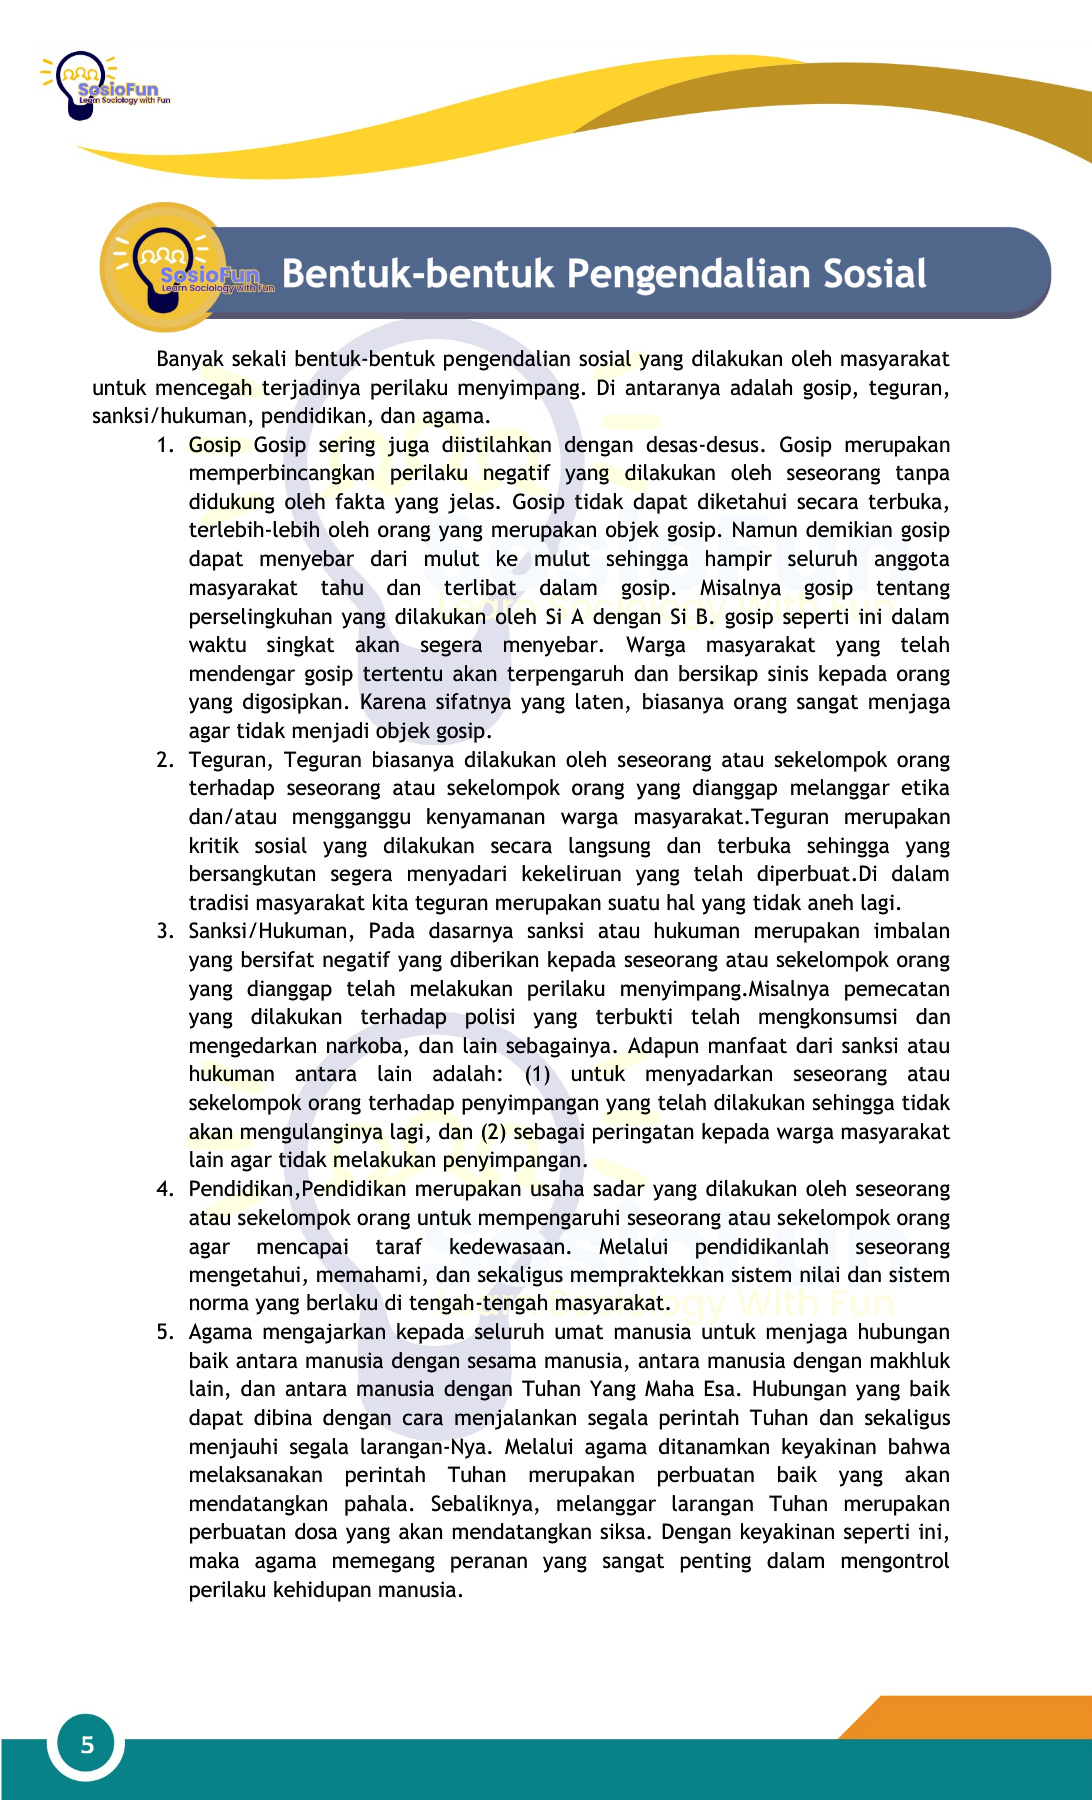 SosioFun
Learn Sociology with Fun
SosioFun
Learn Sociology with Fun
Bentuk-bentuk Pengendalian Sosial
Banyak sekali bentuk-bentuk pengendalian sosial yang dilakukan oleh masyarakat
untuk mencegah terjadinya perilaku menyimpang. Di antaranya adalah gosip, teguran,
sanksi/hukuman, pendidikan, dan agama.
1. Gosip Gosip sering juga diistilahkan dengan desas-desus. Gosip merupakan
memperbincangkan perilaku negatif yang dilakukan oleh seseorang tanpa
didukung oleh fakta yang jelas. Gosip tidak dapat diketahui secara terbuka,
terlebih-lebih oleh orang yang merupakan objek gosip. Namun demikian gosip
dapat menyebar dari mulut ke mulut sehingga hampir seluruh anggota
masyarakat tahu dan terlibat dalam gosip. Misalnya gosip tentang
perselingkuhan yang dilakukan oleh Si A dengan Si B. gosip seperti ini dalam
waktu singkat akan segera menyebar. Warga masyarakat yang telah
mendengar gosip tertentu akan terpengaruh dan bersikap sinis kepada orang
yang digosipkan. Karena sifatnya yang laten, biasanya orang sangat menjaga
agar tidak menjadi objek gosip.
2. Teguran, Teguran biasanya dilakukan oleh seseorang atau sekelompok orang
terhadap seseorang atau sekelompok orang yang dianggap melanggar etika
dan/atau mengganggu kenyamanan warga masyarakat.Teguran merupakan
kritik sosial yang dilakukan secara langsung dan terbuka sehingga yang
bersangkutan segera menyadari kekeliruan yang telah diperbuat.Di dalam
tradisi masyarakat kita teguran merupakan suatu hal yang tidak aneh lagi.
3. Sanksi/Hukuman, Pada dasarnya sanksi atau hukuman merupakan imbalan
yang bersifat negatif yang diberikan kepada seseorang atau sekelompok orang
yang dianggap telah melakukan perilaku menyimpang.Misalnya pemecatan
yang dilakukan terhadap polisi yang terbukti telah mengkonsumsi dan
mengedarkan narkoba, dan lain sebagainya. Adapun manfaat dari sanksi atau
hukuman antara lain adalah: (1) untuk menyadarkan seseorang atau
sekelompok orang terhadap penyimpangan yang telah dilakukan sehingga tidak
akan mengulanginya lagi, dan (2) sebagai peringatan kepada warga masyarakat
lain agar tidak melakukan penyimpangan.
4. Pendidikan,Pendidikan merupakan usaha sadar yang dilakukan oleh seseorang
atau sekelompok orang untuk mempengaruhi seseorang atau sekelompok orang
agar mencapai taraf kedewasaan. Melalui pendidikanlah seseorang
mengetahui, memahami, dan sekaligus mempraktekkan sistem nilai dan sistem
norma yang berlaku di tengah-tengah masyarakat.
5. Agama mengajarkan kepada seluruh umat manusia untuk menjaga hubungan
baik antara manusia dengan sesama manusia, antara manusia dengan makhluk
lain, dan antara manusia dengan Tuhan Yang Maha Esa. Hubungan yang baik
dapat dibina dengan cara menjalankan segala perintah Tuhan dan sekaligus
menjauhi segala larangan-Nya. Melalui agama ditanamkan keyakinan bahwa
melaksanakan perintah Tuhan merupakan perbuatan baik yang akan
mendatangkan pahala. Sebaliknya, melanggar larangan Tuhan merupakan
perbuatan dosa yang akan mendatangkan siksa. Dengan keyakinan seperti ini,
maka agama memegang peranan yang sangat penting dalam mengontrol
perilaku kehidupan manusia.
SosioFun
Learn Sociology With Fun
SosioFun
Learn Sociology With Fun
5